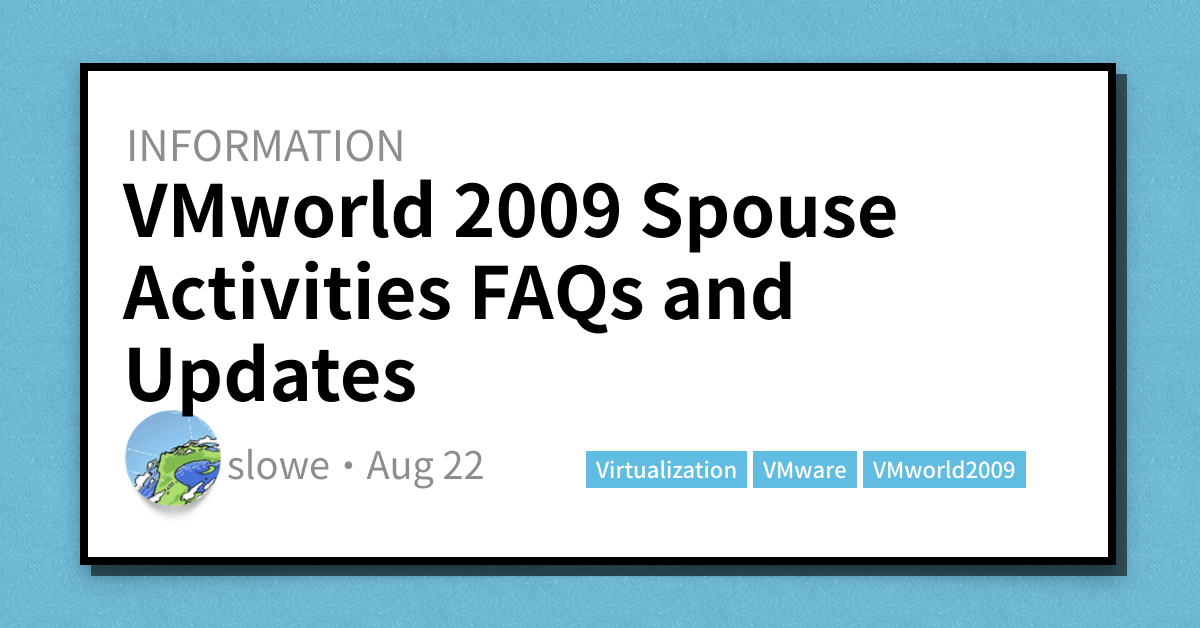 INFORMATION
VMworld 2009 Spouse
Activities FAQs and
Updates
slowe • Aug 22
Virtualization VMware VMworld2009